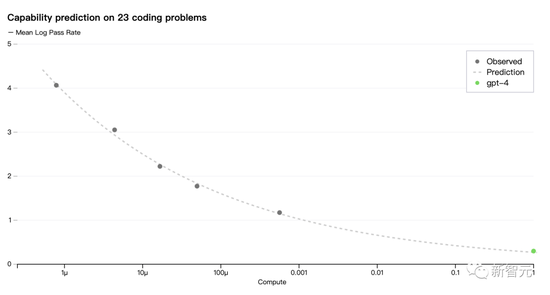 Capability prediction on 23 coding problems
— Mean Log Pass Rate
5
Observed
Prediction
gpt-4
4
3
2
1
0
1µ 10µ 100µ 0.001 0.01 0.1 1
Compute
新智元